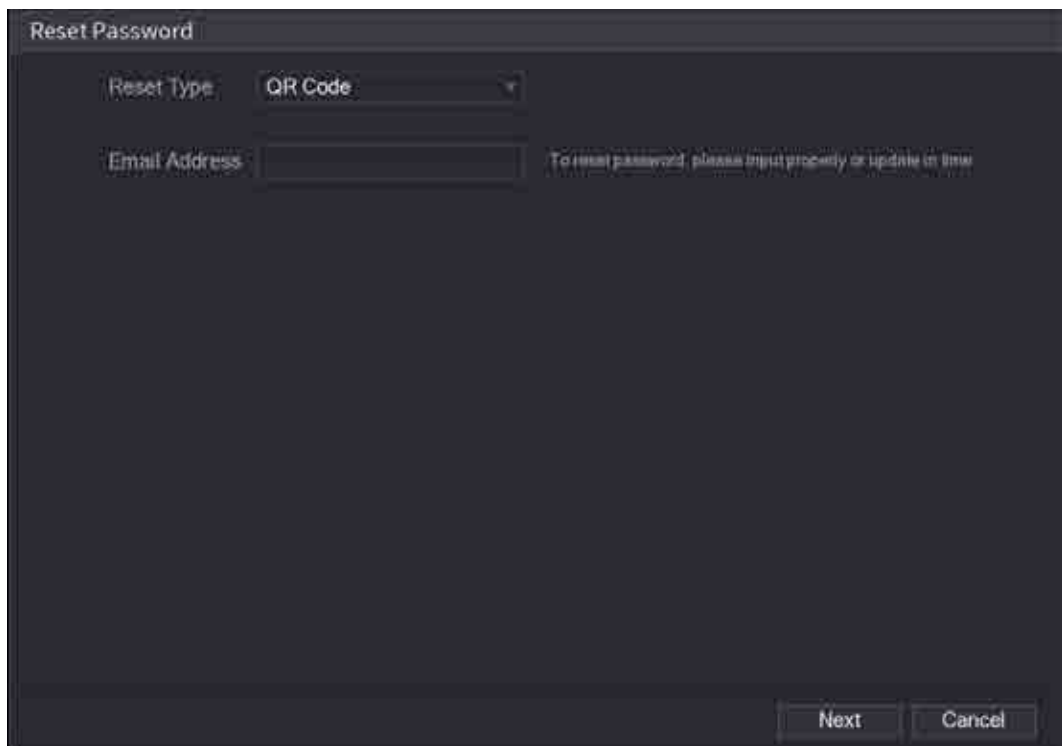 Reset Password
Reset Type QR Code
Email Address To reset password, please input properly or update in time
Next Cancel